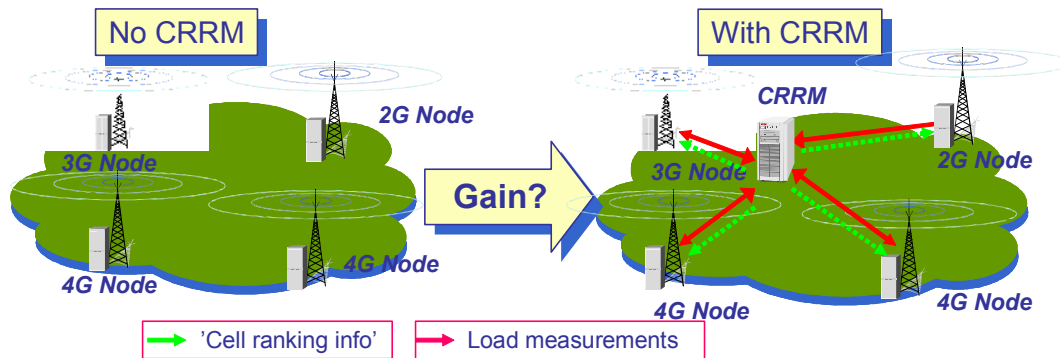 No CRRM
With CRRM
2G Node
3G Node
4G Node
4G Node
Gain?
CRRM
3G Node
2G Node
4G Node
4G Node
’Cell ranking info’
Load measurements